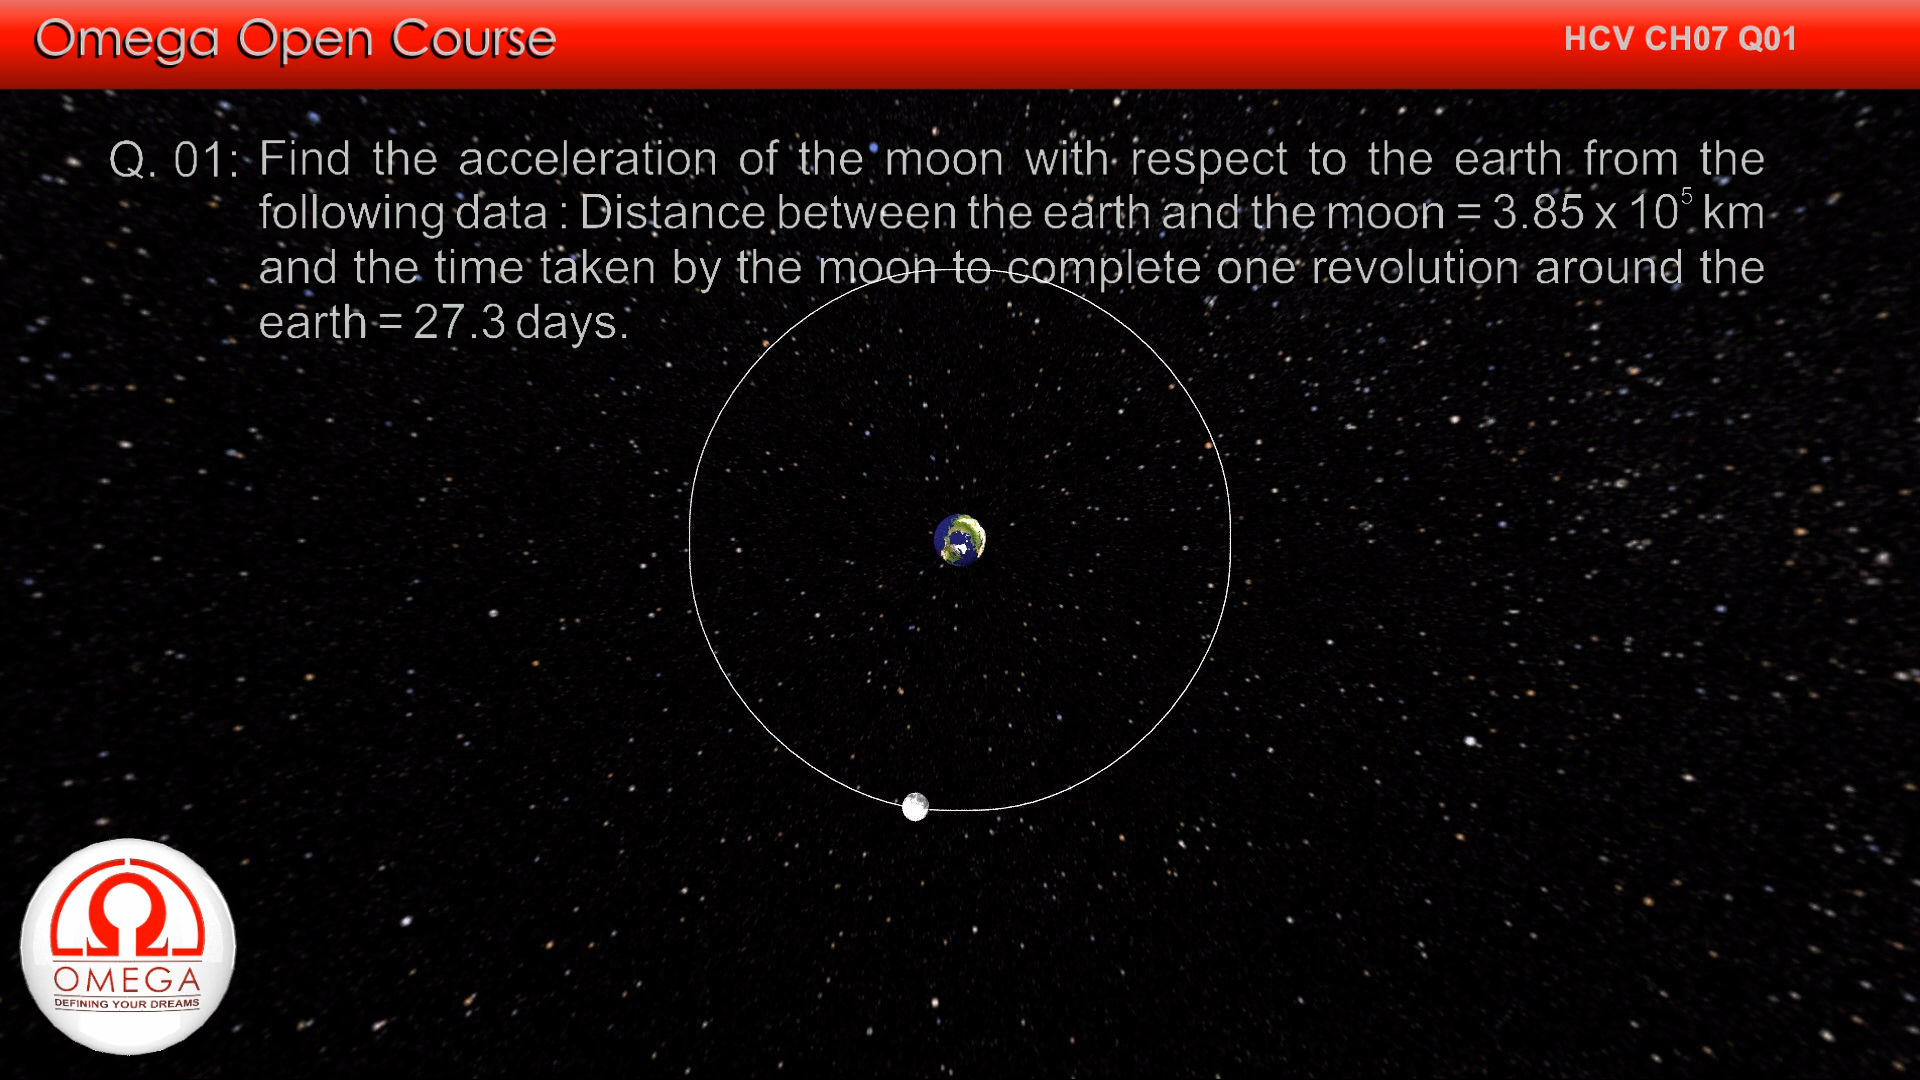 Omega Open Course
HCV CH07 Q01
Q. 01: Find the acceleration of the moon with respect to the earth from the
following data : Distance between the earth and the moon = 3.85 x 10⁵ km
and the time taken by the moon to complete one revolution around the
earth = 27.3 days.
OMEGA
DEFINING YOUR DREAMS